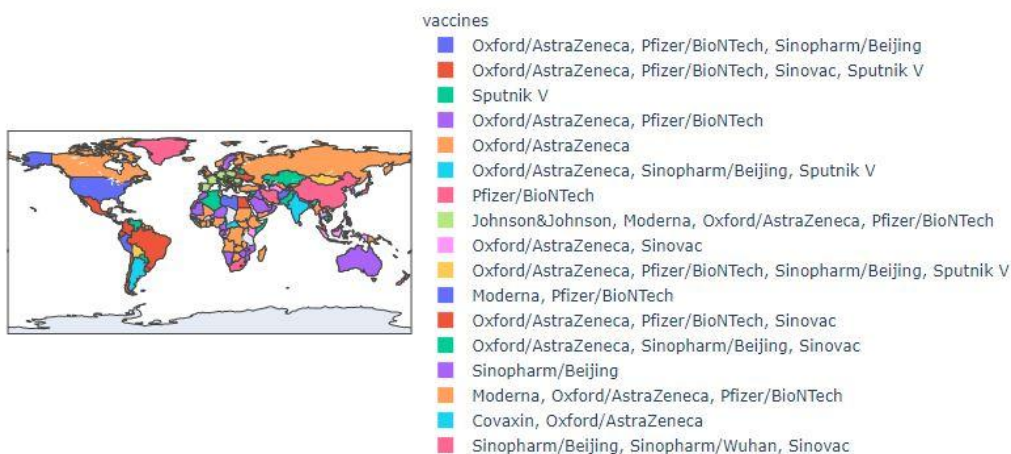 vaccines
Oxford/AstraZeneca, Pfizer/BioNTech, Sinopharm/Beijing
Oxford/AstraZeneca, Pfizer/BioNTech, Sinovac, Sputnik V
Sputnik V
Oxford/AstraZeneca, Pfizer/BioNTech
Oxford/AstraZeneca
Oxford/AstraZeneca, Sinopharm/Beijing, Sputnik V
Pfizer/BioNTech
Johnson&Johnson, Moderna, Oxford/AstraZeneca, Pfizer/BioNTech
Oxford/AstraZeneca, Sinovac
Oxford/AstraZeneca, Pfizer/BioNTech, Sinopharm/Beijing, Sputnik V
Moderna, Pfizer/BioNTech
Oxford/AstraZeneca, Pfizer/BioNTech, Sinovac
Oxford/AstraZeneca, Sinopharm/Beijing, Sinovac
Sinopharm/Beijing
Moderna, Oxford/AstraZeneca, Pfizer/BioNTech
Covaxin, Oxford/AstraZeneca
Sinopharm/Beijing, Sinopharm/Wuhan, Sinovac